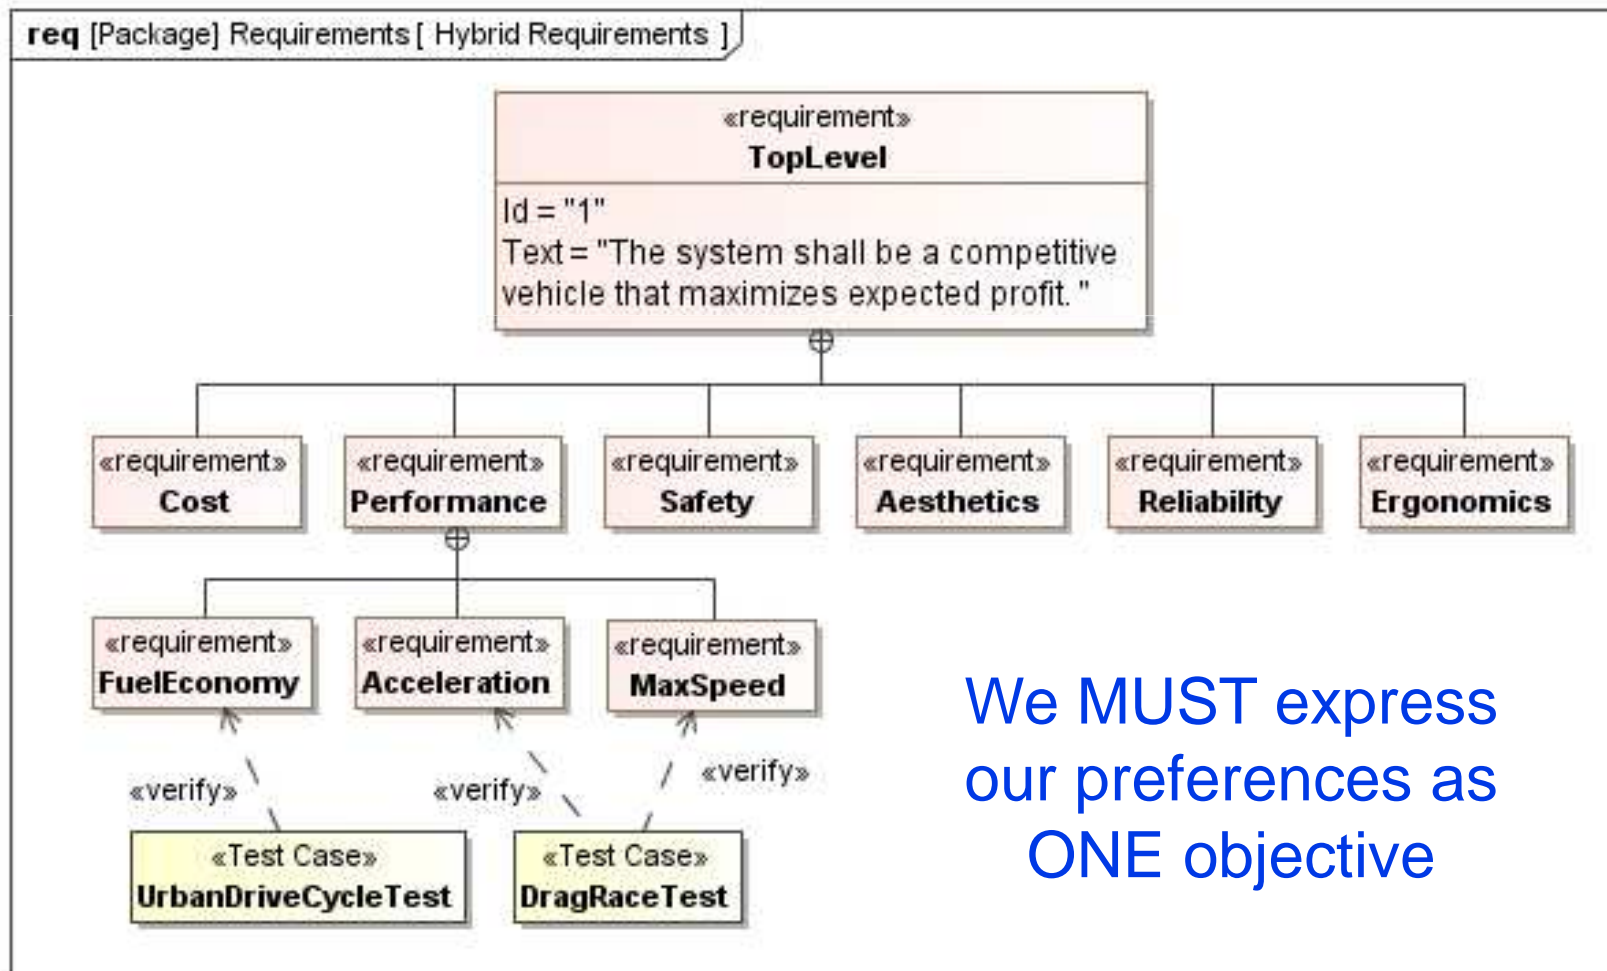 req [Package] Requirements [ Hybrid Requirements ]
«requirement»
TopLevel
Id = "1"
Text = "The system shall be a competitive
vehicle that maximizes expected profit. "
«requirement»
Cost
«requirement»
Performance
«requirement»
Safety
«requirement»
Aesthetics
«requirement»
Reliability
«requirement»
Ergonomics
«requirement»
FuelEconomy
«requirement»
Acceleration
«requirement»
MaxSpeed
«verify»
«verify»
«verify»
«Test Case»
UrbanDriveCycleTest
«Test Case»
DragRaceTest
We MUST express
our preferences as
ONE objective